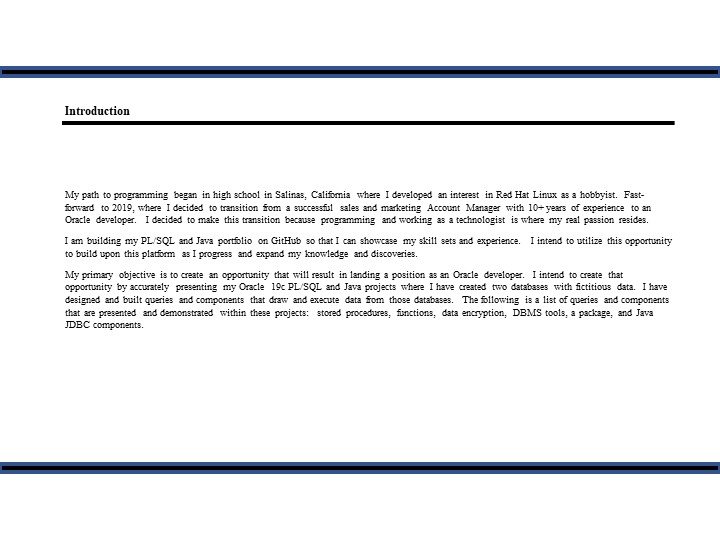 Introduction
My path to programming began in high school in Salinas, California where I developed an interest in Red Hat Linux as a hobbyist. Fast-
forward to 2019, where I decided to transition from a successful sales and marketing Account Manager with 10+ years of experience to an
Oracle developer. I decided to make this transition because programming and working as a technologist is where my real passion resides.
I am building my PL/SQL and Java portfolio on GitHub so that I can showcase my skill sets and experience. I intend to utilize this opportunity
to build upon this platform as I progress and expand my knowledge and discoveries.
My primary objective is to create an opportunity that will result in landing a position as an Oracle developer. I intend to create that
opportunity by accurately presenting my Oracle 19c PL/SQL and Java projects where I have created two databases with fictitious data. I have
designed and built queries and components that draw and execute data from those databases. The following is a list of queries and components
that are presented and demonstrated within these projects: stored procedures, functions, data encryption, DBMS tools, a package, and Java
JDBC components.